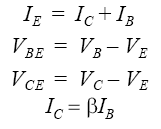 I_E = I_C + I_B
V_BE = V_B − V_E
V_CE = V_C − V_E
I_C = βI_B